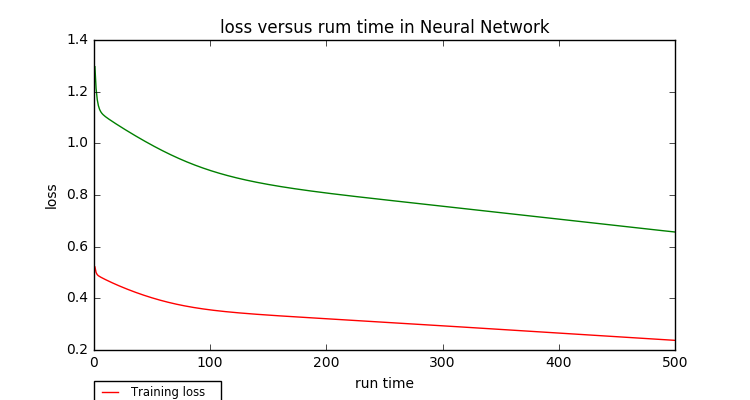 loss versus rum time in Neural Network
1.4
1.2
1.0
0.8
0.6
0.4
0.2
loss
0 100 200 300 400 500
run time
Training loss